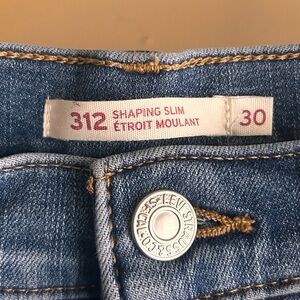 312 SHAPING SLIM
ÉTROIT MOULANT
30
LEVI STRAUSS & CO